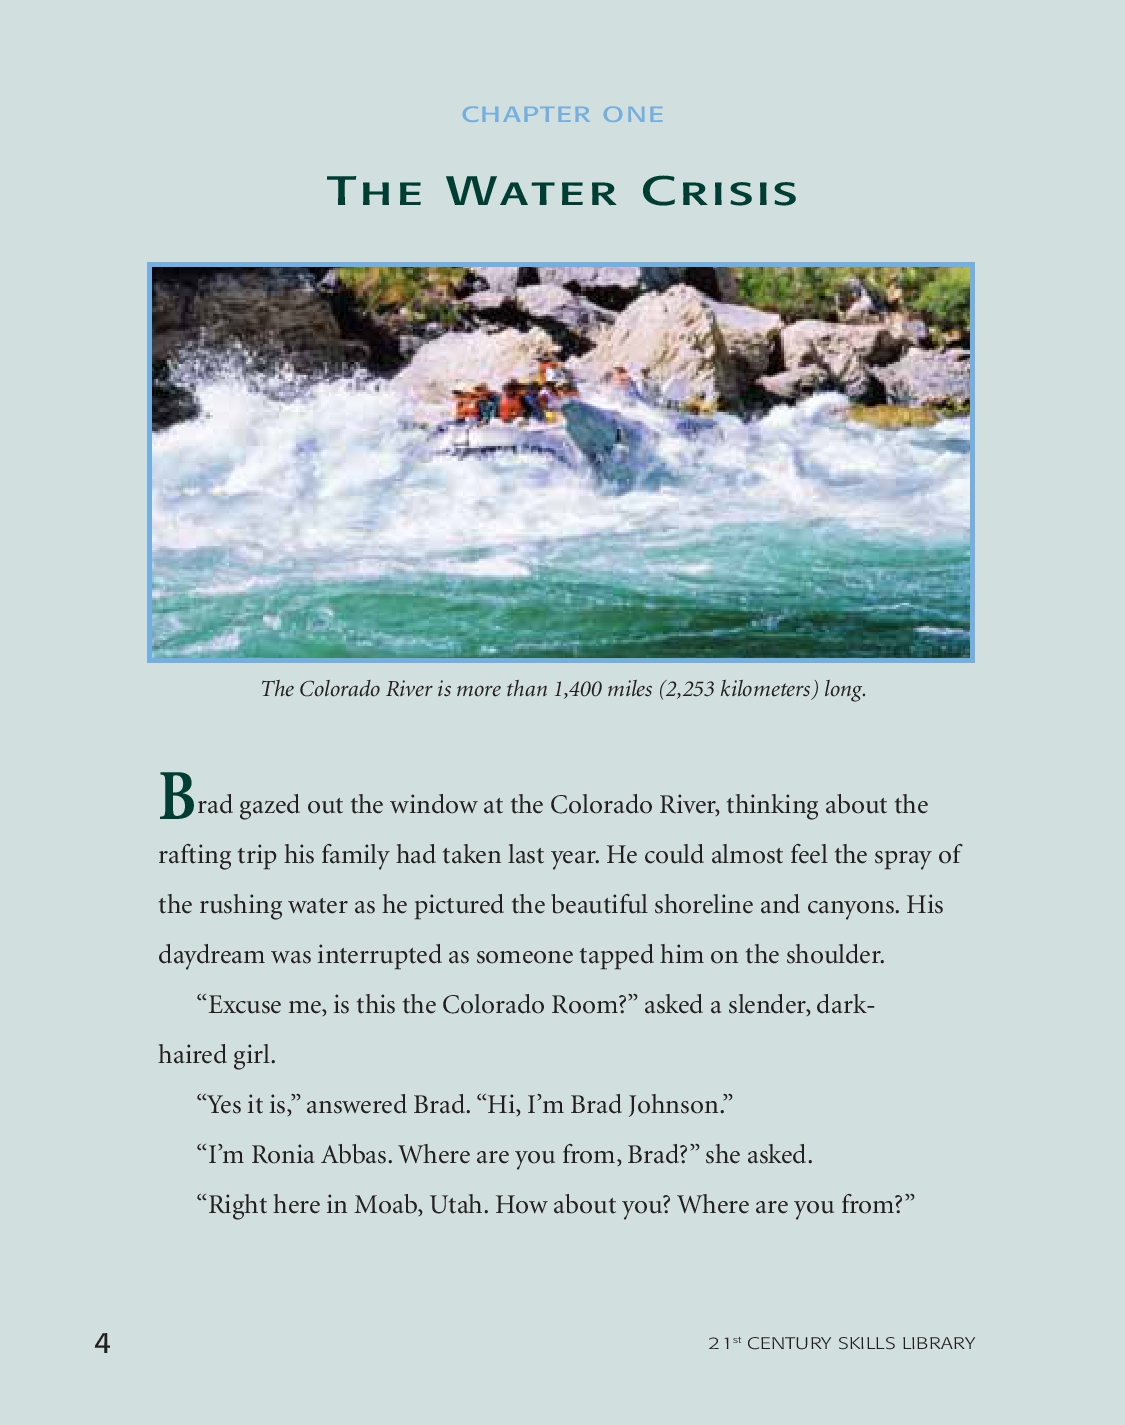 CHAPTER ONE
THE WATER CRISIS
The Colorado River is more than 1,400 miles (2,253 kilometers) long.
Brad gazed out the window at the Colorado River, thinking about the
rafting trip his family had taken last year. He could almost feel the spray of
the rushing water as he pictured the beautiful shoreline and canyons. His
daydream was interrupted as someone tapped him on the shoulder.
“Excuse me, is this the Colorado Room?” asked a slender, dark-
haired girl.
“Yes it is,” answered Brad. “Hi, I’m Brad Johnson.”
“I’m Ronia Abbas. Where are you from, Brad?” she asked.
“Right here in Moab, Utah. How about you? Where are you from?”
4
21st CENTURY SKILLS LIBRARY